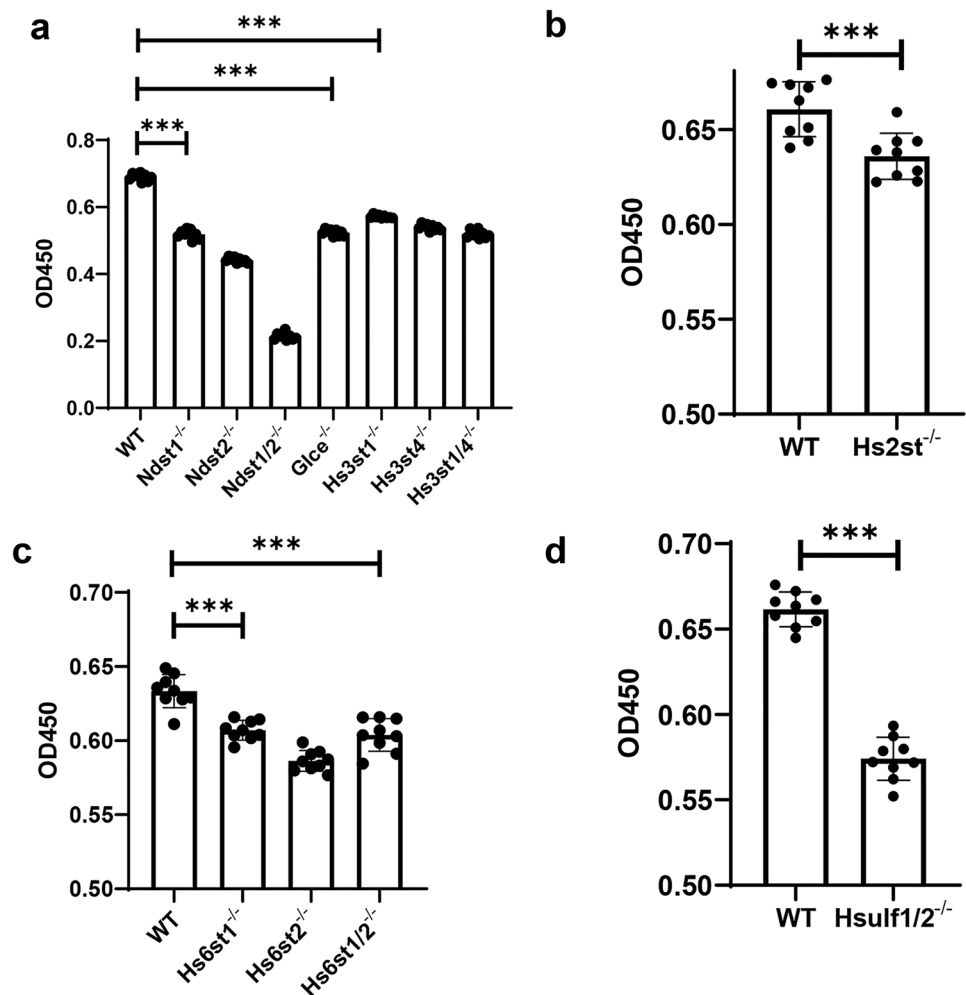 a
***
***
***
OD450
0.8
0.6
0.4
0.2
0.0
WT
Ndst1-/-
Ndst2-/-
Ndst1/2-/-
Glce-/-
Hs3st1-/-
Hs3st4-/-
Hs3st1/4-/-
b
***
OD450
0.65
0.60
0.55
0.50
WT
Hs2st-/-
c
***
***
OD450
0.70
0.65
0.60
0.55
0.50
WT
Hs6st1-/-
Hs6st2-/-
Hs6st1/2-/-
d
***
OD450
0.70
0.65
0.60
0.55
0.50
WT
Hsulf1/2-/-